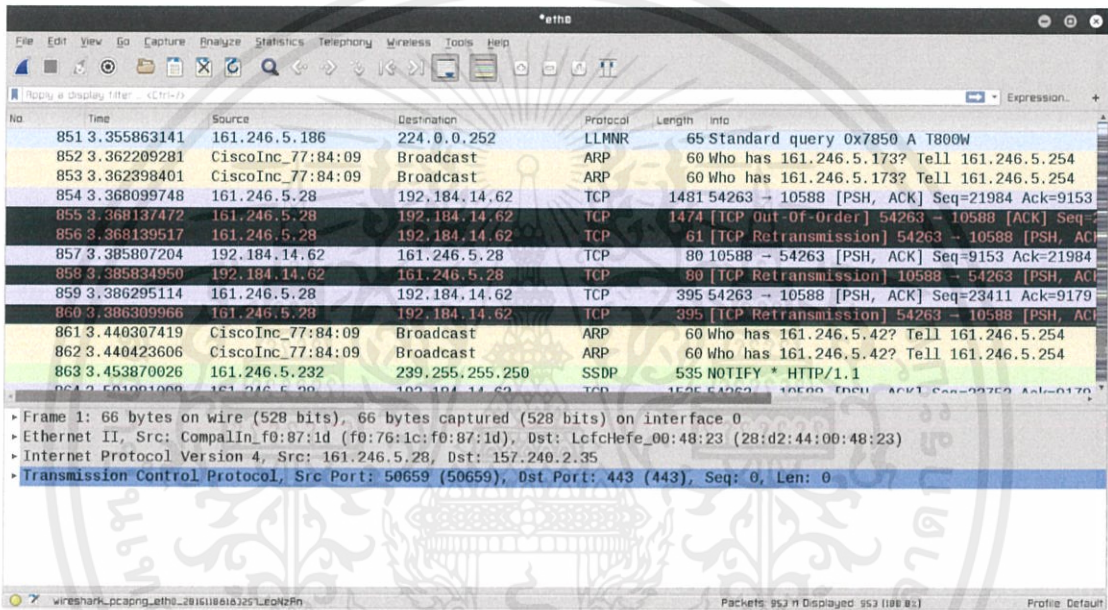 *eth0
File Edit View Go Capture Analyze Statistics Telephony Wireless Tools Help
Apply a display filter ... <Ctrl-/> Expression... +
No. Time Source Destination Protocol Length Info
851 3.355863141 161.246.5.186 224.0.0.252 LLMNR 65 Standard query 0x7850 A T800W
852 3.362209281 CiscoInc_77:84:09 Broadcast ARP 60 Who has 161.246.5.173? Tell 161.246.5.254
853 3.362398401 CiscoInc_77:84:09 Broadcast ARP 60 Who has 161.246.5.173? Tell 161.246.5.254
854 3.368099748 161.246.5.28 192.184.14.62 TCP 1481 54263 → 10588 [PSH, ACK] Seq=21984 Ack=9153
855 3.368137472 161.246.5.28 192.184.14.62 TCP 1474 [TCP Out-Of-Order] 54263 → 10588 [ACK] Seq=2
856 3.368139517 161.246.5.28 192.184.14.62 TCP 61 [TCP Retransmission] 54263 → 10588 [PSH, ACK
857 3.385807204 192.184.14.62 161.246.5.28 TCP 80 10588 → 54263 [PSH, ACK] Seq=9153 Ack=21984
858 3.385834950 192.184.14.62 161.246.5.28 TCP 80 [TCP Retransmission] 10588 → 54263 [PSH, ACK
859 3.386295114 161.246.5.28 192.184.14.62 TCP 395 54263 → 10588 [PSH, ACK] Seq=23411 Ack=9179
860 3.386309966 161.246.5.28 192.184.14.62 TCP 395 [TCP Retransmission] 54263 → 10588 [PSH, ACK
861 3.440307419 CiscoInc_77:84:09 Broadcast ARP 60 Who has 161.246.5.42? Tell 161.246.5.254
862 3.440423606 CiscoInc_77:84:09 Broadcast ARP 60 Who has 161.246.5.42? Tell 161.246.5.254
863 3.453870026 161.246.5.232 239.255.255.250 SSDP 535 NOTIFY * HTTP/1.1
Frame 1: 66 bytes on wire (528 bits), 66 bytes captured (528 bits) on interface 0
Ethernet II, Src: CompalIn_f0:87:1d (f0:76:1c:f0:87:1d), Dst: LcfcHefe_00:48:23 (28:d2:44:00:48:23)
Internet Protocol Version 4, Src: 161.246.5.28, Dst: 157.240.2.35
Transmission Control Protocol, Src Port: 50659 (50659), Dst Port: 443 (443), Seq: 0, Len: 0
Packets: 953 Displayed: 953 Profile: Default